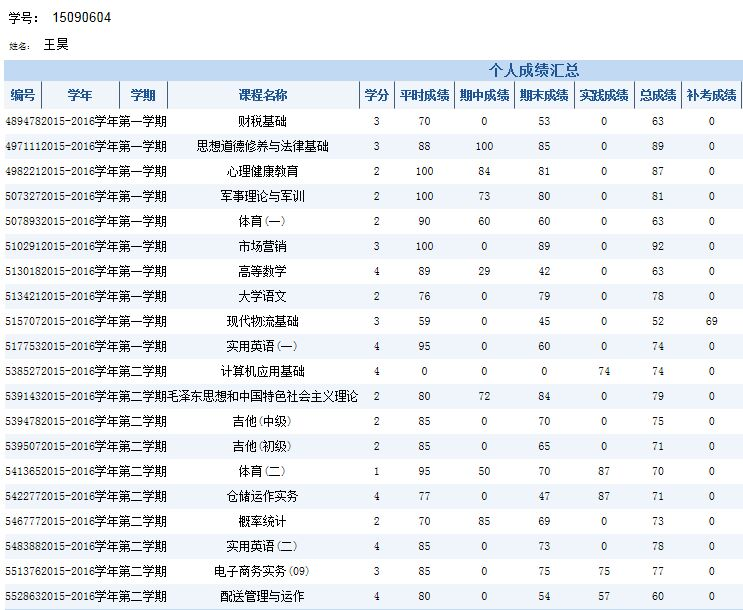 学号: 15090604
姓名: 王昊
个人成绩汇总
编号 学年 学期 课程名称 学分 平时成绩 期中成绩 期末成绩 实践成绩 总成绩 补考成绩
489478 2015-2016学年 第一学期 财税基础 3 70 0 53 0 63 0
497111 2015-2016学年 第一学期 思想道德修养与法律基础 3 88 100 85 0 89 0
498221 2015-2016学年 第一学期 心理健康教育 2 100 84 81 0 87 0
507327 2015-2016学年 第一学期 军事理论与军训 2 100 73 80 0 81 0
507893 2015-2016学年 第一学期 体育(一) 2 90 60 60 0 63 0
510291 2015-2016学年 第一学期 市场营销 3 100 0 89 0 92 0
513018 2015-2016学年 第一学期 高等数学 4 89 29 42 0 63 0
513421 2015-2016学年 第一学期 大学语文 2 76 0 79 0 78 0
515707 2015-2016学年 第一学期 现代物流基础 3 59 0 45 0 52 69
517753 2015-2016学年 第一学期 实用英语(一) 4 95 0 60 0 74 0
538527 2015-2016学年 第二学期 计算机应用基础 4 0 0 0 74 74 0
539143 2015-2016学年 第二学期 毛泽东思想和中国特色社会主义理论 2 80 72 84 0 79 0
539478 2015-2016学年 第二学期 吉他(中级) 2 85 0 70 0 75 0
539507 2015-2016学年 第二学期 吉他(初级) 2 85 0 65 0 71 0
541365 2015-2016学年 第二学期 体育(二) 1 95 50 70 87 70 0
542277 2015-2016学年 第二学期 仓储运作实务 4 77 0 47 87 71 0
546777 2015-2016学年 第二学期 概率统计 2 70 85 69 0 73 0
548388 2015-2016学年 第二学期 实用英语(二) 4 85 0 73 0 78 0
551376 2015-2016学年 第二学期 电子商务实务(09) 3 85 0 75 75 77 0
552863 2015-2016学年 第二学期 配送管理与运作 4 80 0 54 57 60 0